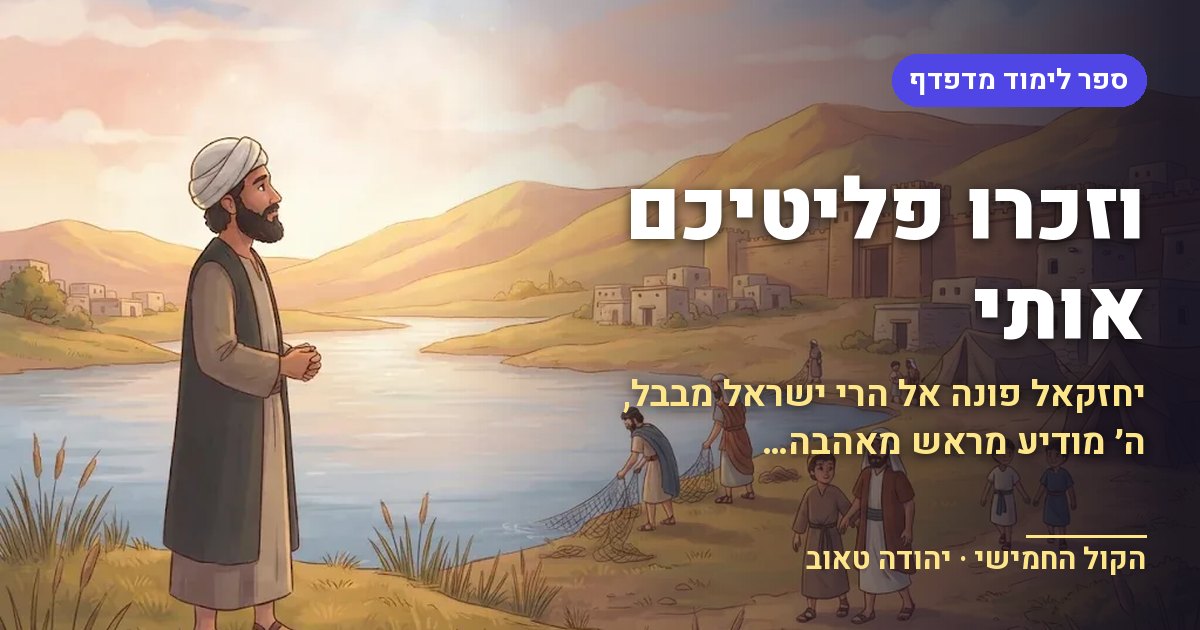 ספר לימוד מדפדף
וזכרו פליטיכם
אותי
יחזקאל פונה אל הרי ישראל מבבל,
ה׳ מודיע מראש מאהבה...
הקול החמישי · יהודה טאוב